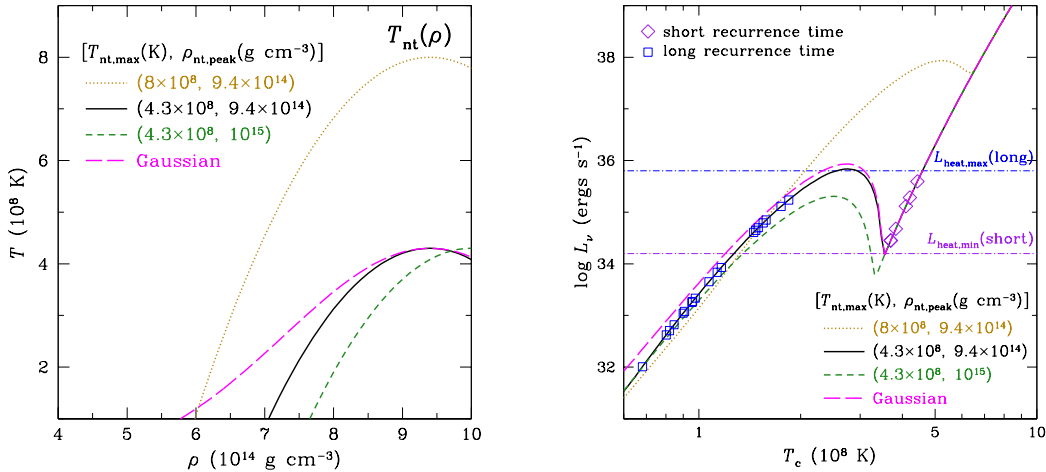 T_nt(ρ)
[T_nt,max(K), ρ_nt,peak(g cm⁻³)]
(8×10⁸, 9.4×10¹⁴)
(4.3×10⁸, 9.4×10¹⁴)
(4.3×10⁸, 10¹⁵)
Gaussian
T (10⁸ K)
8
6
4
2
4 5 6 7 8 9 10
ρ (10¹⁴ g cm⁻³)
short recurrence time
long recurrence time
L_heat,max(long)
L_heat,min(short)
[T_nt,max(K), ρ_nt,peak(g cm⁻³)]
(8×10⁸, 9.4×10¹⁴)
(4.3×10⁸, 9.4×10¹⁴)
(4.3×10⁸, 10¹⁵)
Gaussian
log L_ν (ergs s⁻¹)
38
36
34
32
1 5 10
T_c (10⁸ K)